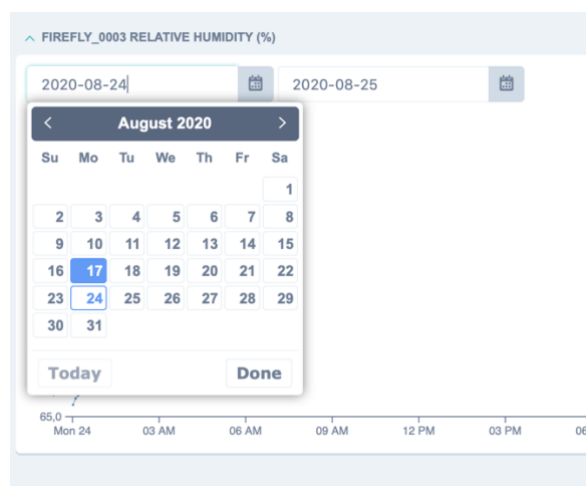 FIREFLY_0003 RELATIVE HUMIDITY (%)
2020-08-24 2020-08-25
August 2020
Su Mo Tu We Th Fr Sa
1
2 3 4 5 6 7 8
9 10 11 12 13 14 15
16 17 18 19 20 21 22
23 24 25 26 27 28 29
30 31
Today Done
65,0
Mon 24 03 AM 06 AM 09 AM 12 PM 03 PM